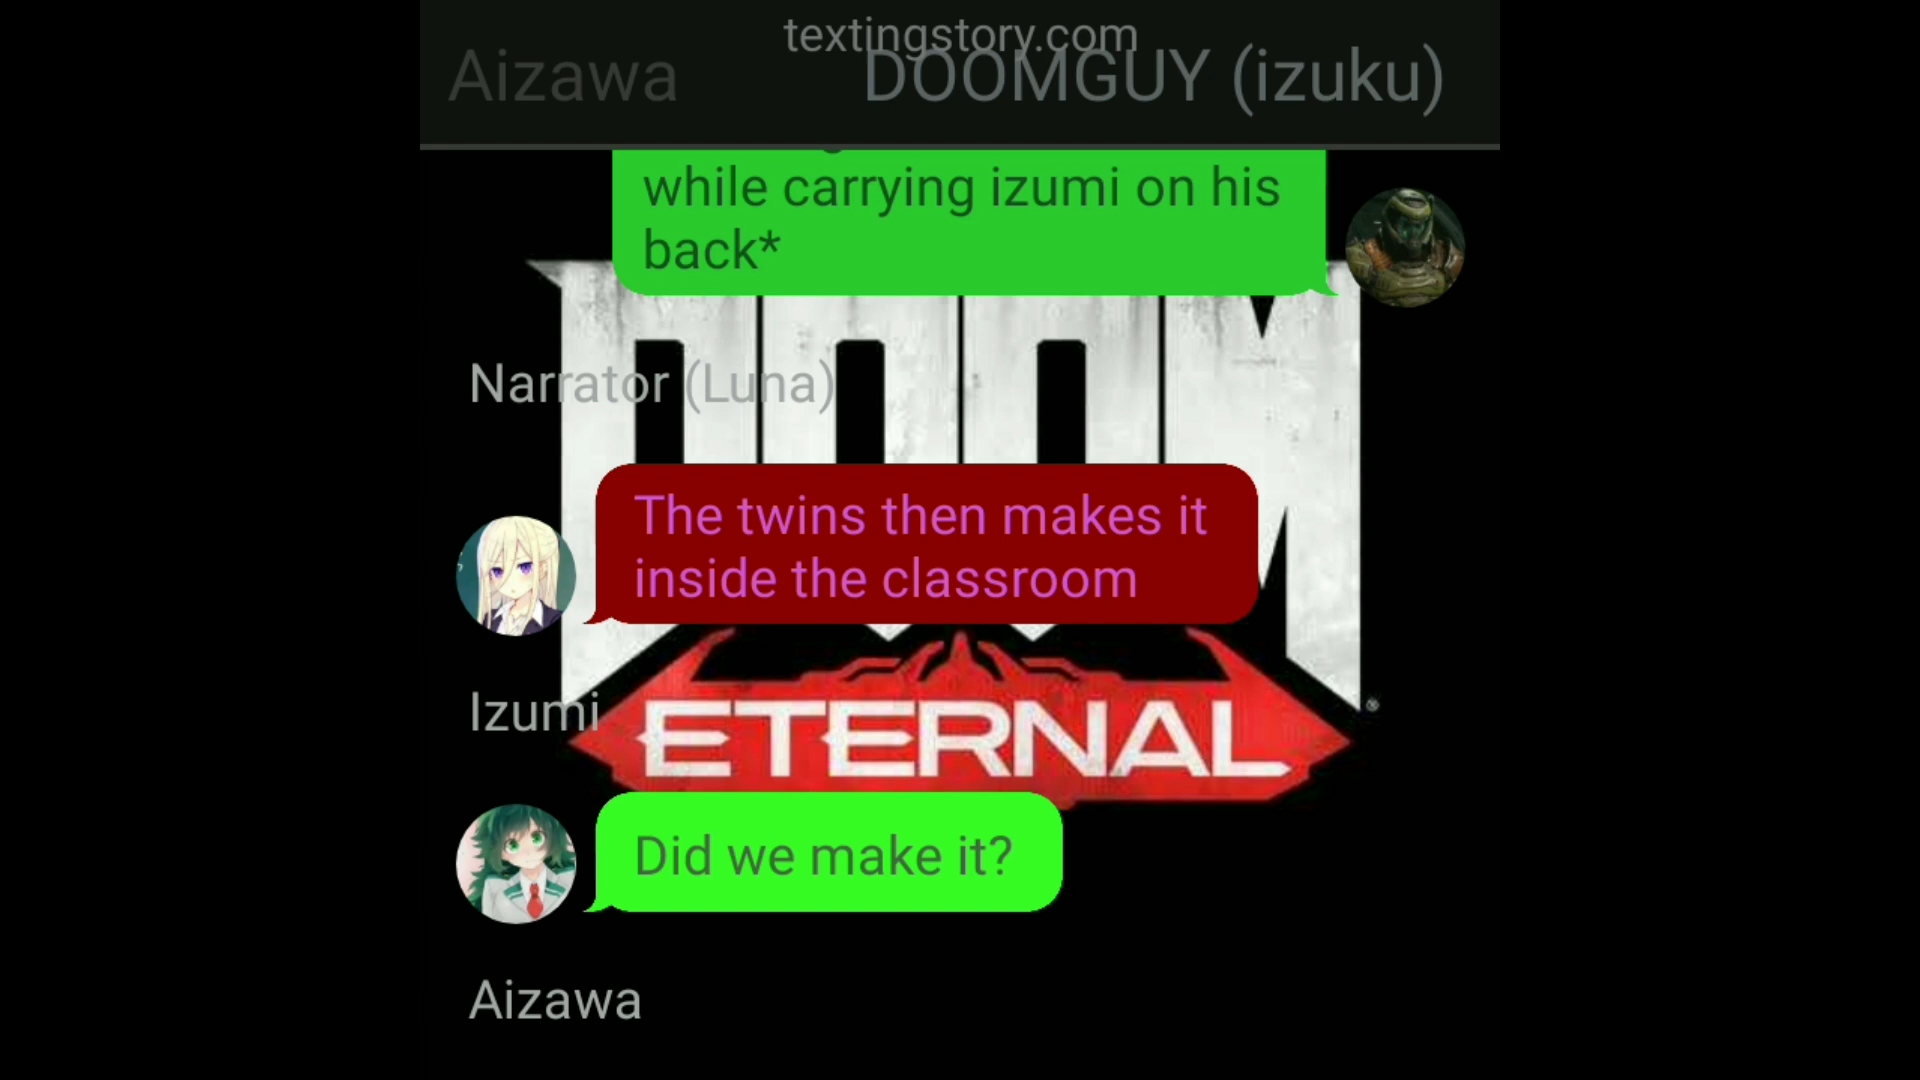 textingstory.com
Aizawa
DOOMGUY (izuku)
while carrying izumi on his
back*
Narrator (Luna)
The twins then makes it
inside the classroom
Izumi
DOOM
ETERNAL
®
Did we make it?
Aizawa